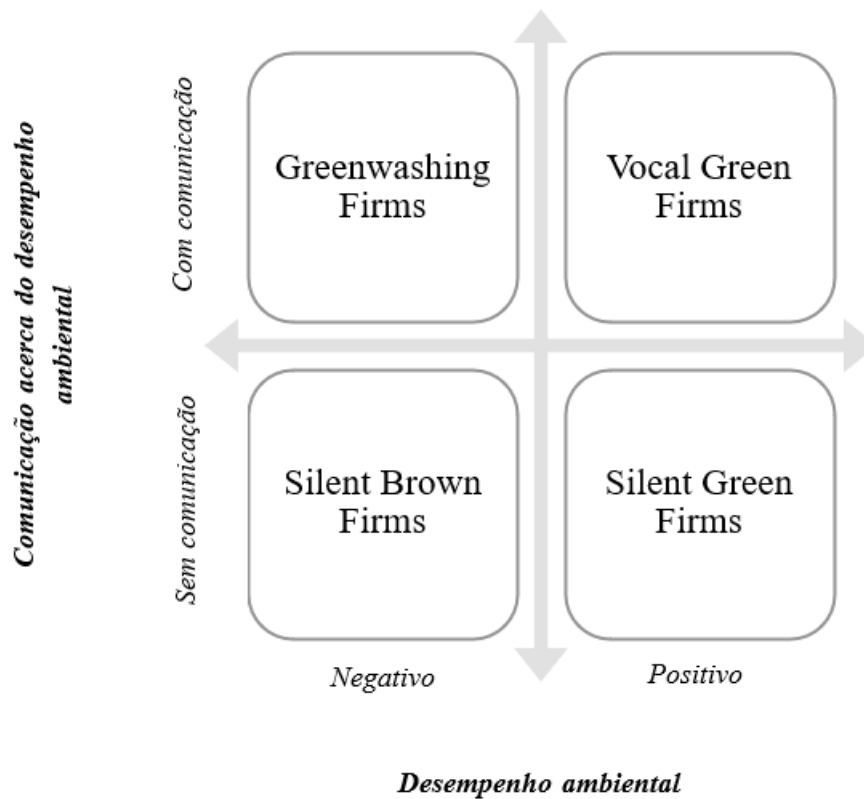 Comunicação acerca do desempenho
ambiental
Com comunicação
Sem comunicação
Greenwashing
Firms
Vocal Green
Firms
Silent Brown
Firms
Silent Green
Firms
Negativo
Positivo
Desempenho ambiental